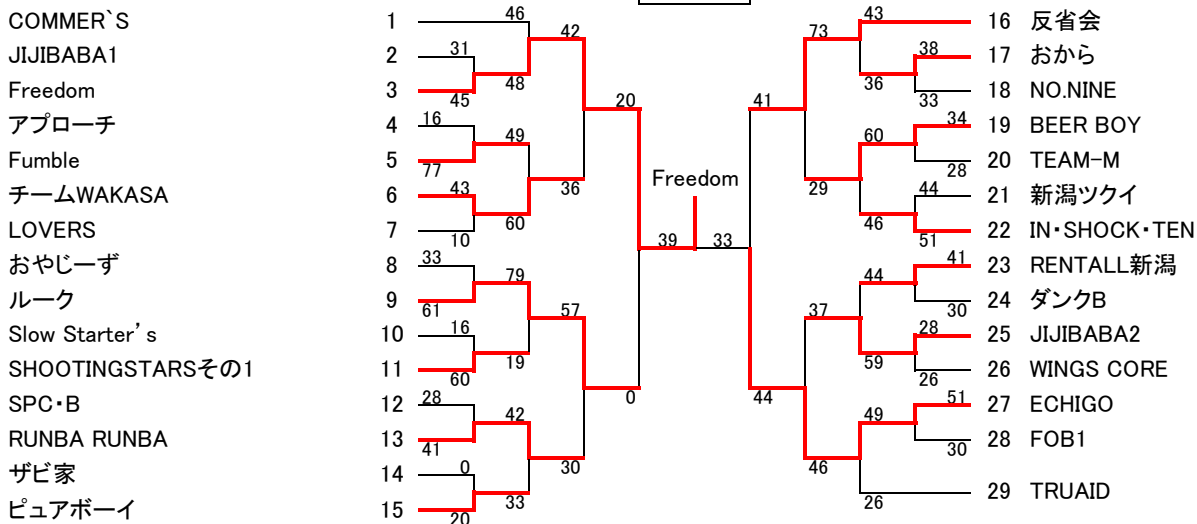 COMMER`S 1 46 43 16 反省会
42 73
JIJIBABA1 2 31 38 17 おから
Freedom 3 45 48 36 33 18 NO.NINE
20 41
アプローチ 4 16 34 19 BEER BOY
49 60
Fumble 5 77 36 29 28 20 TEAM-M
Freedom
チームWAKASA 6 43 44 21 新潟ツクイ
LOVERS 7 10 60 46 51 22 IN・SHOCK・TEN
39 33
おやじーず 8 33 41 23 RENTALL新潟
79 44
ルーク 9 61 57 37 30 24 ダンクB
Slow Starter's 10 16 28 25 JIJIBABA2
SHOOTINGSTARSその1 11 60 19 59 26 26 WINGS CORE
0 44
SPC・B 12 28 51 27 ECHIGO
42 49
RUNBA RUNBA 13 41 30 46 30 28 FOB1
ザビ家 14 0
26 29 TRUAID
ピュアボーイ 15 20 33